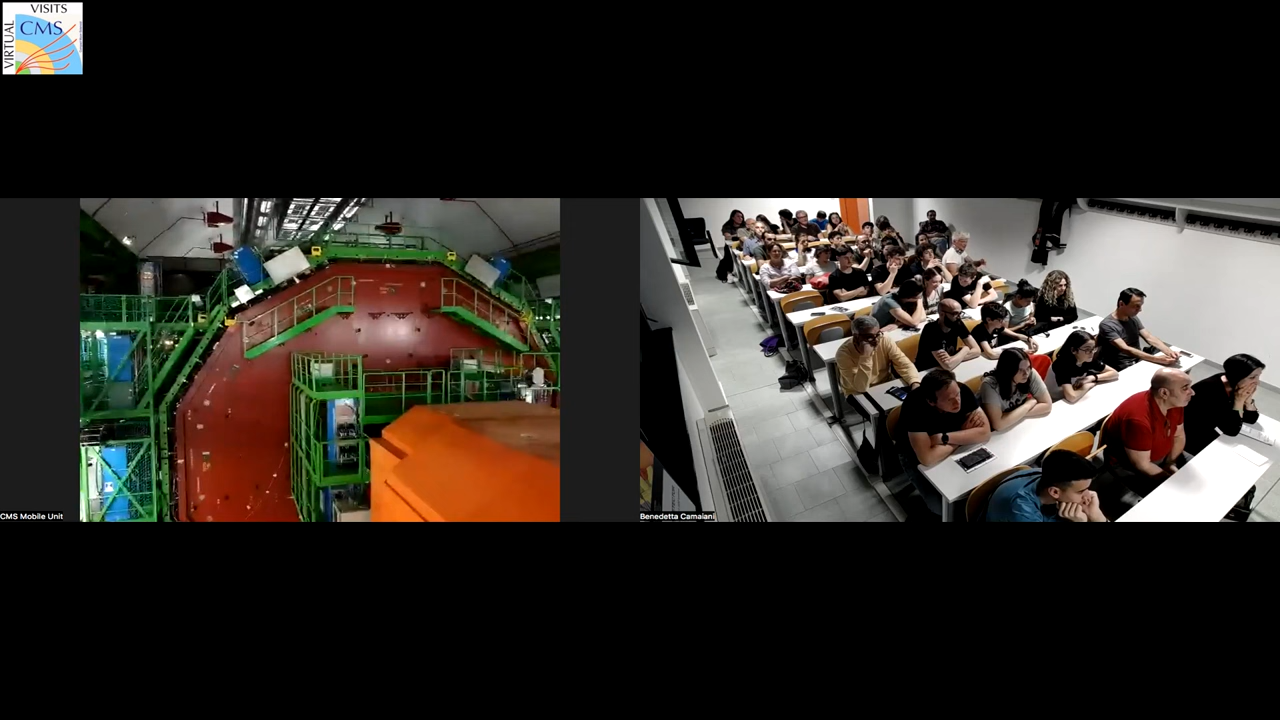 VISITS
CMS
VIRTUAL
CMS Mobile Unit
Benedetta Camaiani